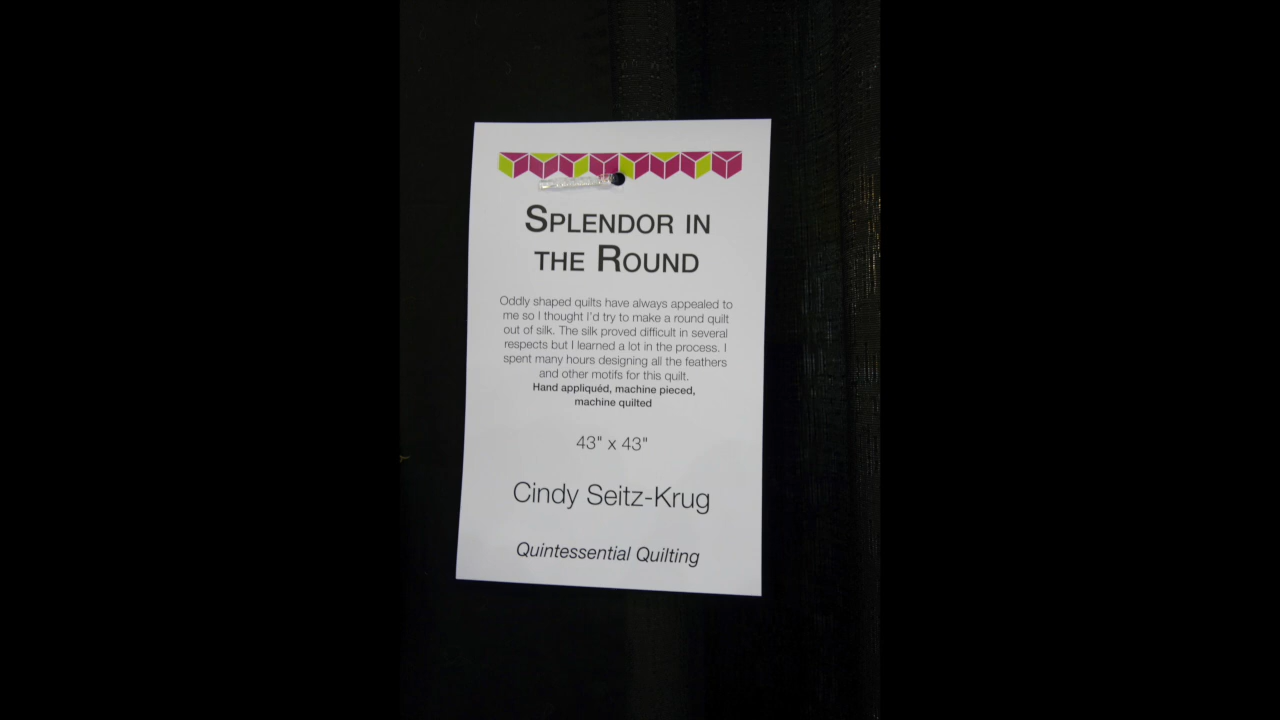 SPLENDOR IN
THE ROUND
Oddly shaped quilts have always appealed to
me so I thought I'd try to make a round quilt
out of silk. The silk proved difficult in several
respects but I learned a lot in the process. I
spent many hours designing all the feathers
and other motifs for this quilt.
Hand appliquéd, machine pieced,
machine quilted
43" x 43"
Cindy Seitz-Krug
Quintessential Quilting